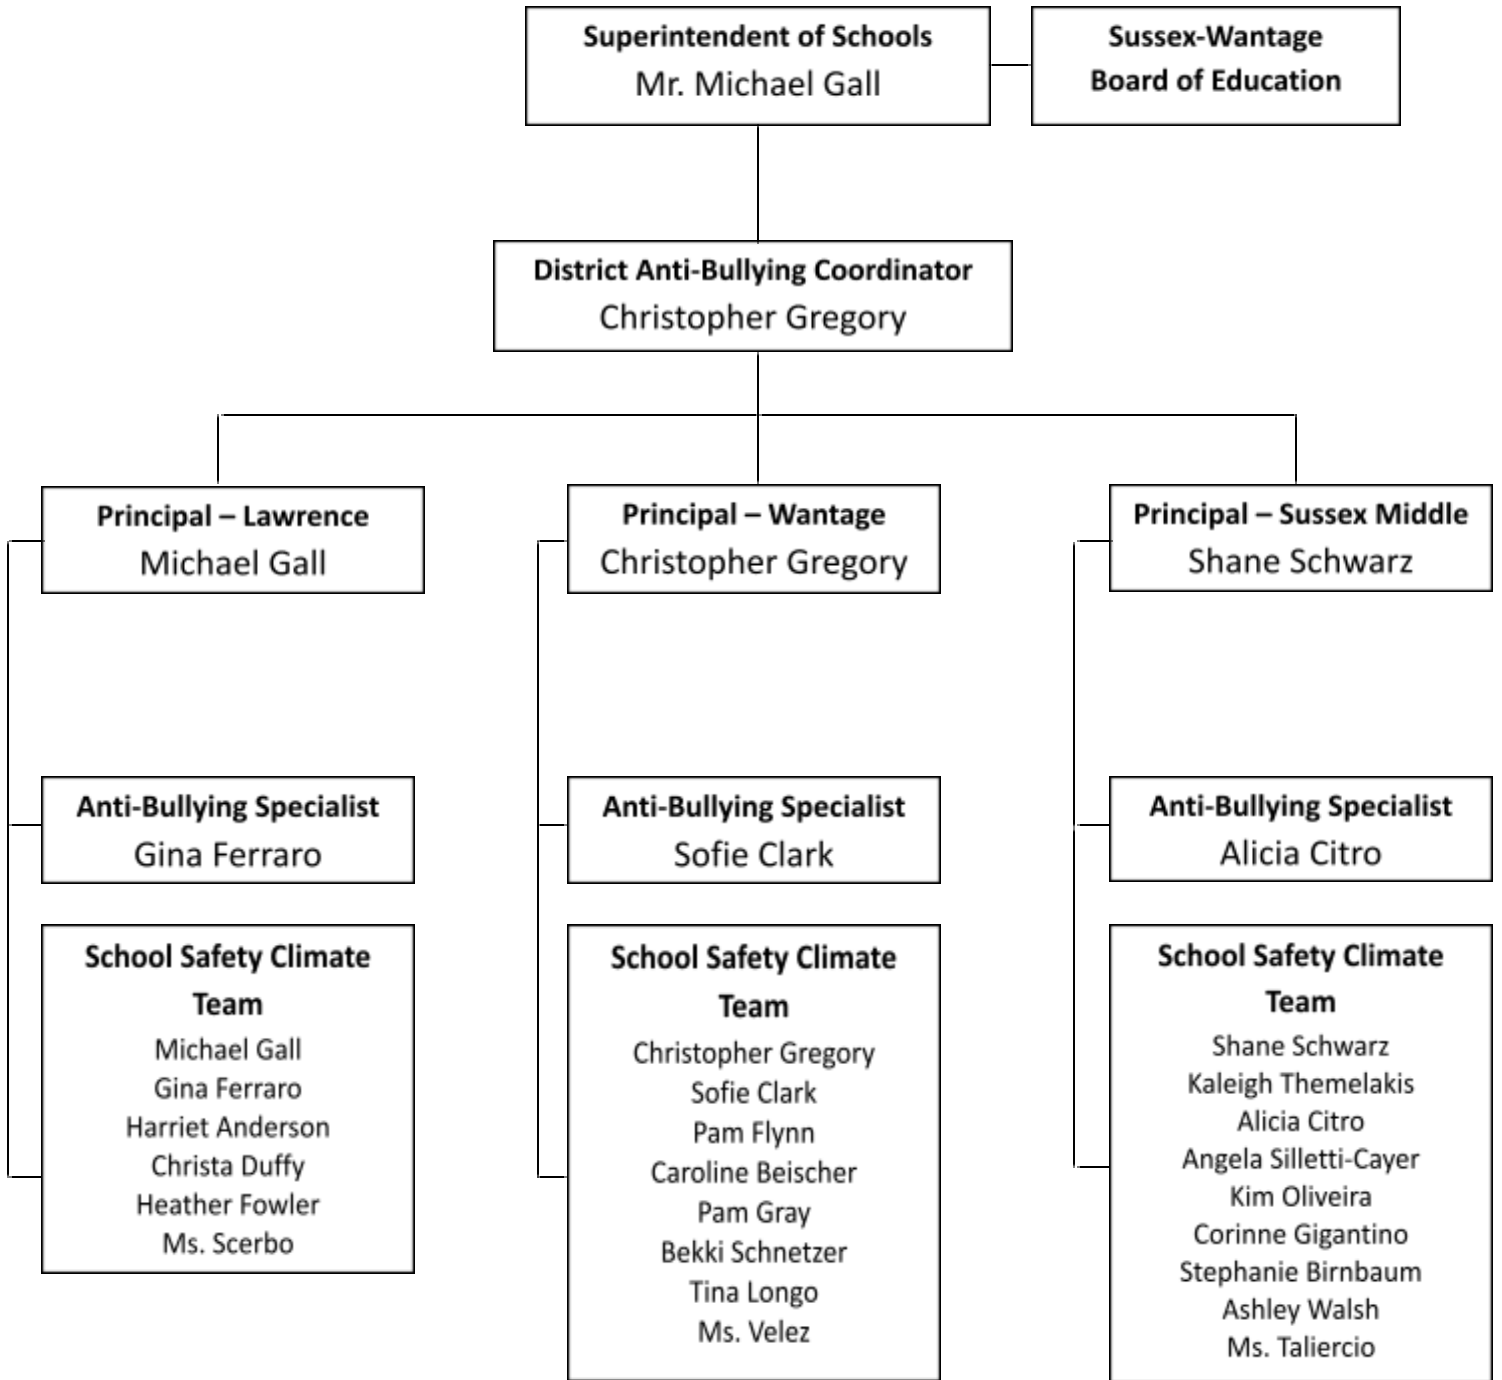 Superintendent of Schools
Mr. Michael Gall
Sussex-Wantage
Board of Education
District Anti-Bullying Coordinator
Christopher Gregory
Principal – Lawrence
Michael Gall
Principal – Wantage
Christopher Gregory
Principal – Sussex Middle
Shane Schwarz
Anti-Bullying Specialist
Gina Ferraro
Anti-Bullying Specialist
Sofie Clark
Anti-Bullying Specialist
Alicia Citro
School Safety Climate
Team
Michael Gall
Gina Ferraro
Harriet Anderson
Christa Duffy
Heather Fowler
Ms. Scerbo
School Safety Climate
Team
Christopher Gregory
Sofie Clark
Pam Flynn
Caroline Beischer
Pam Gray
Bekki Schnetzer
Tina Longo
Ms. Velez
School Safety Climate
Team
Shane Schwarz
Kaleigh Themelakis
Alicia Citro
Angela Silletti-Cayer
Kim Oliveira
Corinne Gigantino
Stephanie Birnbaum
Ashley Walsh
Ms. Taliercio